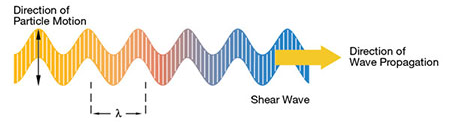 Direction of
Particle Motion
Direction of
Wave Propagation
λ
Shear Wave